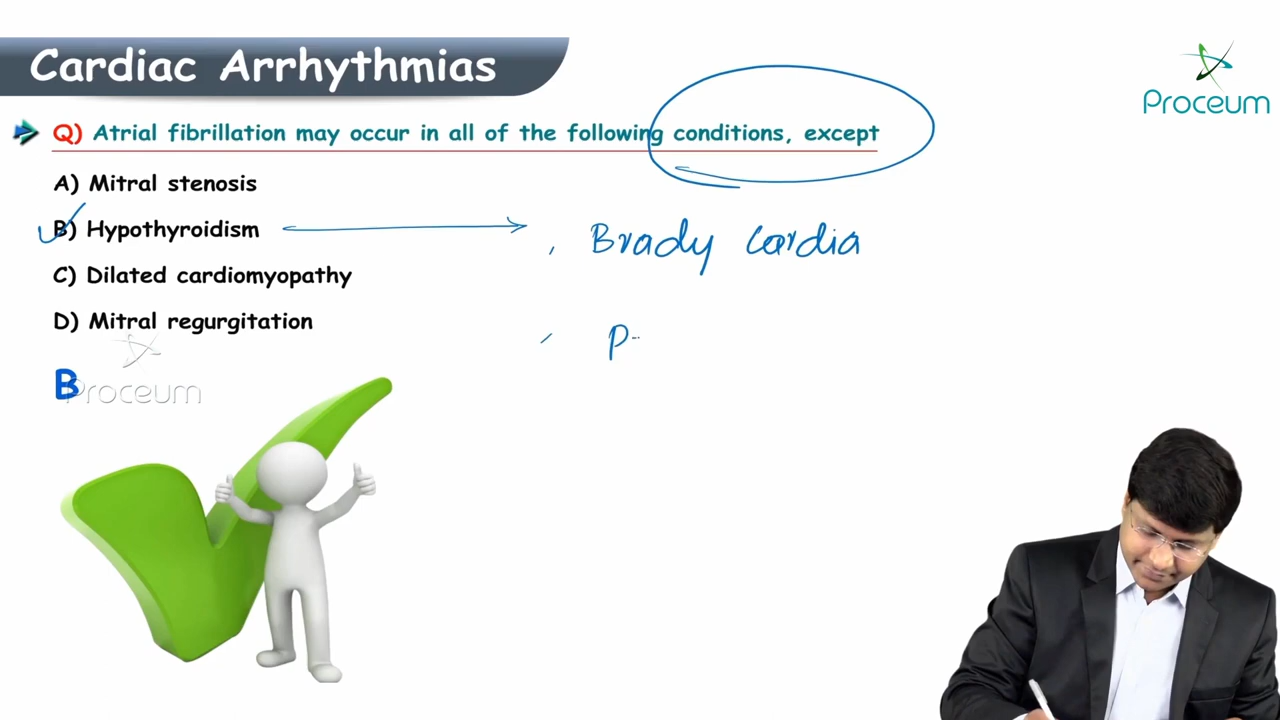 Cardiac Arrhythmias
Proceum
Q) Atrial fibrillation may occur in all of the following conditions, except
A) Mitral stenosis
B) Hypothyroidism
Brady cardia
C) Dilated cardiomyopathy
D) Mitral regurgitation
P
B
Proceum